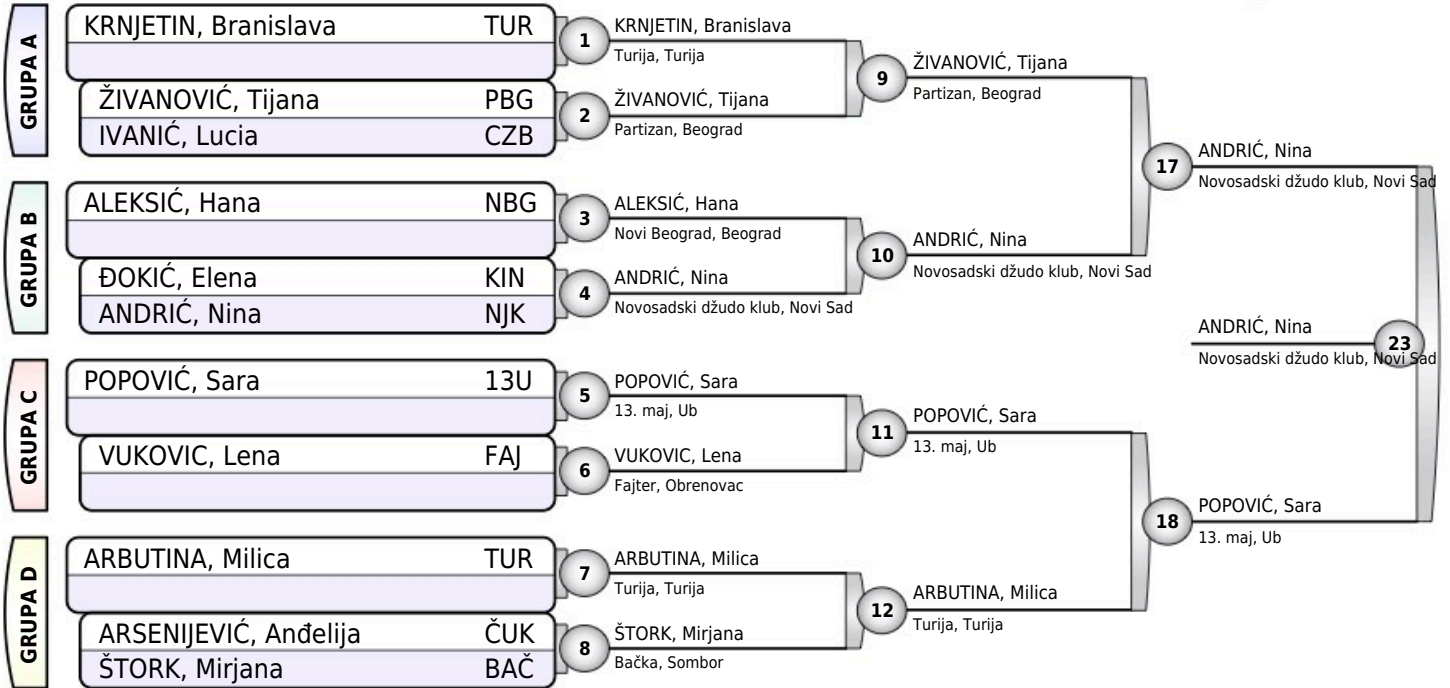 GRUPA A
KRNJETIN, Branislava TUR
ŽIVANOVIĆ, Tijana PBG
IVANIĆ, Lucia CZB
1
KRNJETIN, Branislava
Turija, Turija
2
ŽIVANOVIĆ, Tijana
Partizan, Beograd
9
ŽIVANOVIĆ, Tijana
Partizan, Beograd
GRUPA B
ALEKSIĆ, Hana NBG
ĐOKIĆ, Elena KIN
ANDRIĆ, Nina NJK
3
ALEKSIĆ, Hana
Novi Beograd, Beograd
4
ANDRIĆ, Nina
Novosadski džudo klub, Novi Sad
10
ANDRIĆ, Nina
Novosadski džudo klub, Novi Sad
17
ANDRIĆ, Nina
Novosadski džudo klub, Novi Sad
ANDRIĆ, Nina
Novosadski džudo klub, Novi Sad
23
GRUPA C
POPOVIĆ, Sara 13U
VUKOVIC, Lena FAJ
5
POPOVIĆ, Sara
13. maj, Ub
6
VUKOVIC, Lena
Fajter, Obrenovac
11
POPOVIĆ, Sara
13. maj, Ub
GRUPA D
ARBUTINA, Milica TUR
ARSENIJEVIĆ, Anđelija ČUK
ŠTORK, Mirjana BAČ
7
ARBUTINA, Milica
Turija, Turija
8
ŠTORK, Mirjana
Bačka, Sombor
12
ARBUTINA, Milica
Turija, Turija
18
POPOVIĆ, Sara
13. maj, Ub